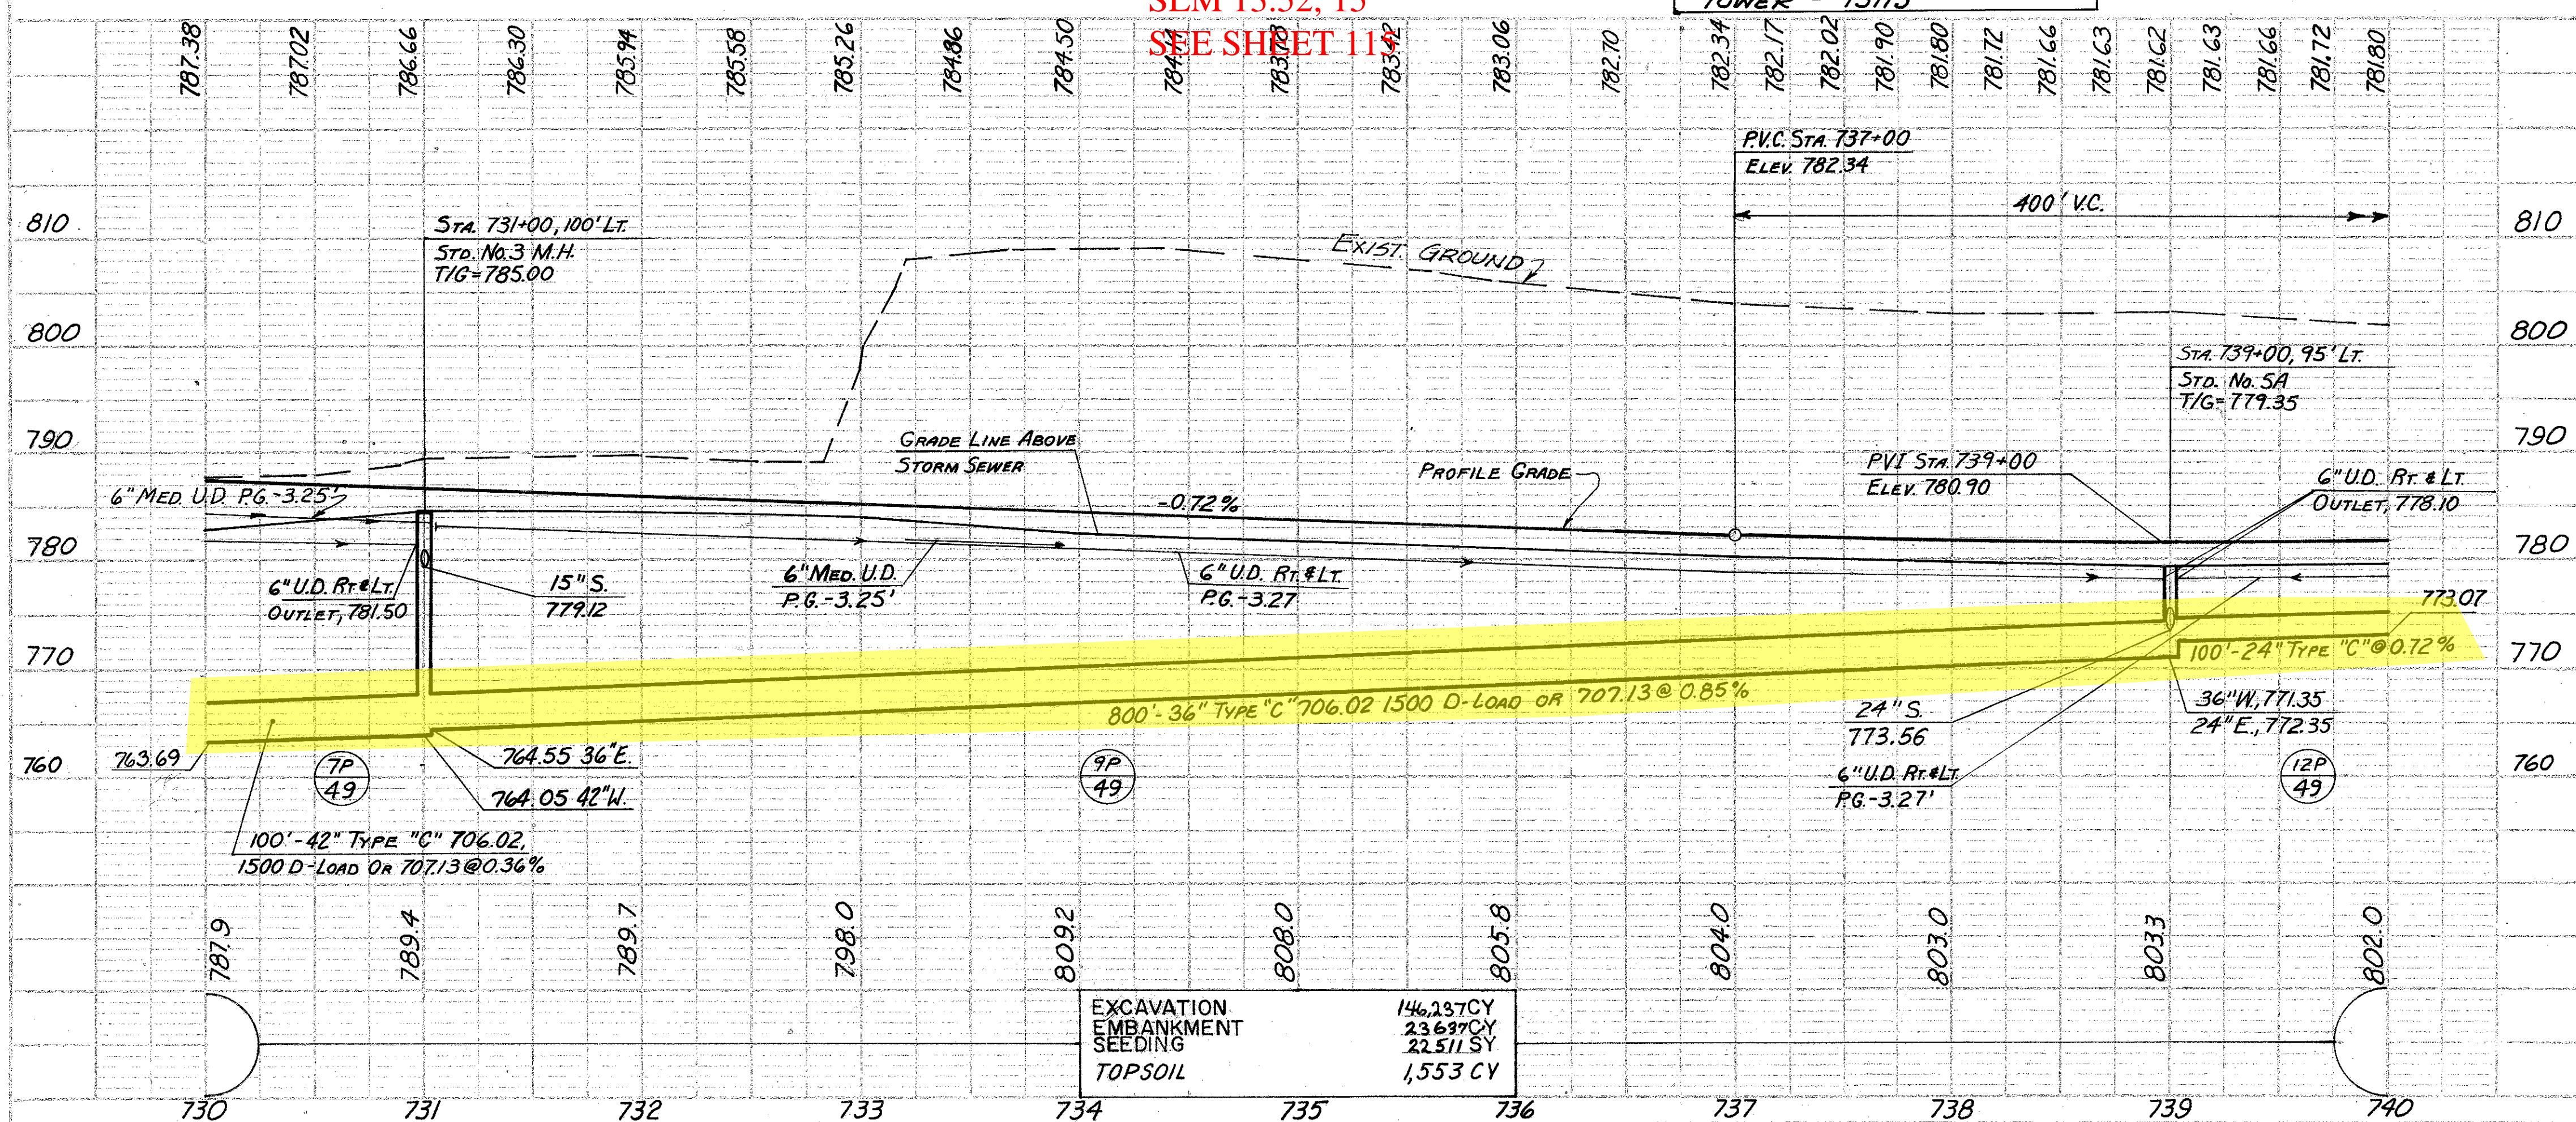 SLM 13.52, 15
SEE SHEET 115
TOWER - 13113
787.38
787.02
786.66
786.30
785.94
785.58
785.26
784.86
784.50
783.42
783.06
782.70
782.34
782.17
782.02
781.90
781.80
781.72
781.66
781.63
781.62
781.63
781.66
781.72
781.80
P.V.C. STA. 737+00
ELEV. 782.34
400' V.C.
810
STA. 731+00, 100' LT.
STD. NO. 3 M.H.
T/G=785.00
EXIST. GROUND
810
800
800
STA. 739+00, 95' LT.
STD. NO. 5A
T/G=779.35
790
GRADE LINE ABOVE
STORM SEWER
PROFILE GRADE
PVI STA. 739+00
ELEV. 780.90
790
6" MED. U.D. P.G.-3.25'
-0.72%
6" U.D. RT. & LT.
OUTLET, 778.10
780
780
6" U.D. RT. & LT.
OUTLET, 781.50
15" S.
779.12
6" MED. U.D.
P.G.-3.25'
6" U.D. RT. & LT.
P.G.-3.27
773.07
770
100'-24" TYPE "C" @ 0.72%
770
800'-36" TYPE "C" 706.02 1500 D-LOAD OR 707.13 @ 0.85%
24" S.
773.56
36" W., 771.35
24" E., 772.35
763.69
760
7P
49
764.55 36" E.
764.05 42" W.
9P
49
6" U.D. RT. & LT.
P.G.-3.27'
12P
49
760
100'-42" TYPE "C" 706.02,
1500 D-LOAD OR 707.13 @ 0.36%
787.9
789.4
789.7
798.0
809.2
808.0
805.8
804.0
803.0
803.3
802.0
EXCAVATION 146,237 CY
EMBANKMENT 23637 CY
SEEDING 22511 SY
TOPSOIL 1,553 CY
730
731
732
733
734
735
736
737
738
739
740